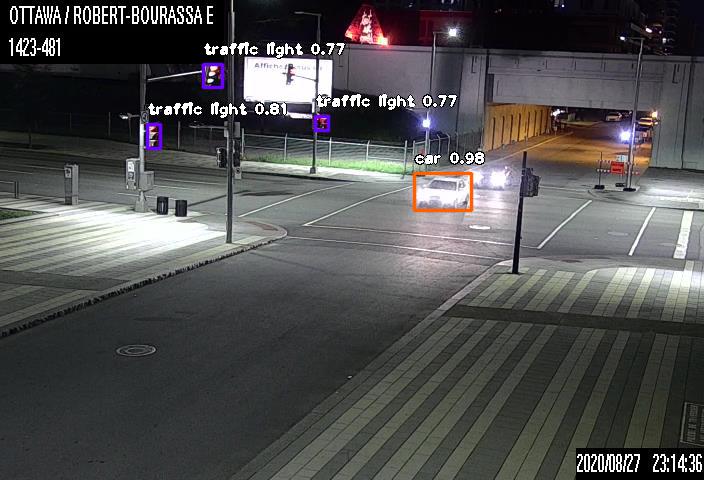 OTTAWA / ROBERT-BOURASSA E
1423-481
traffic light 0.77
Affiche
traffic light 0.81
traffic light 0.77
car 0.98
2020/08/27 23:14:36